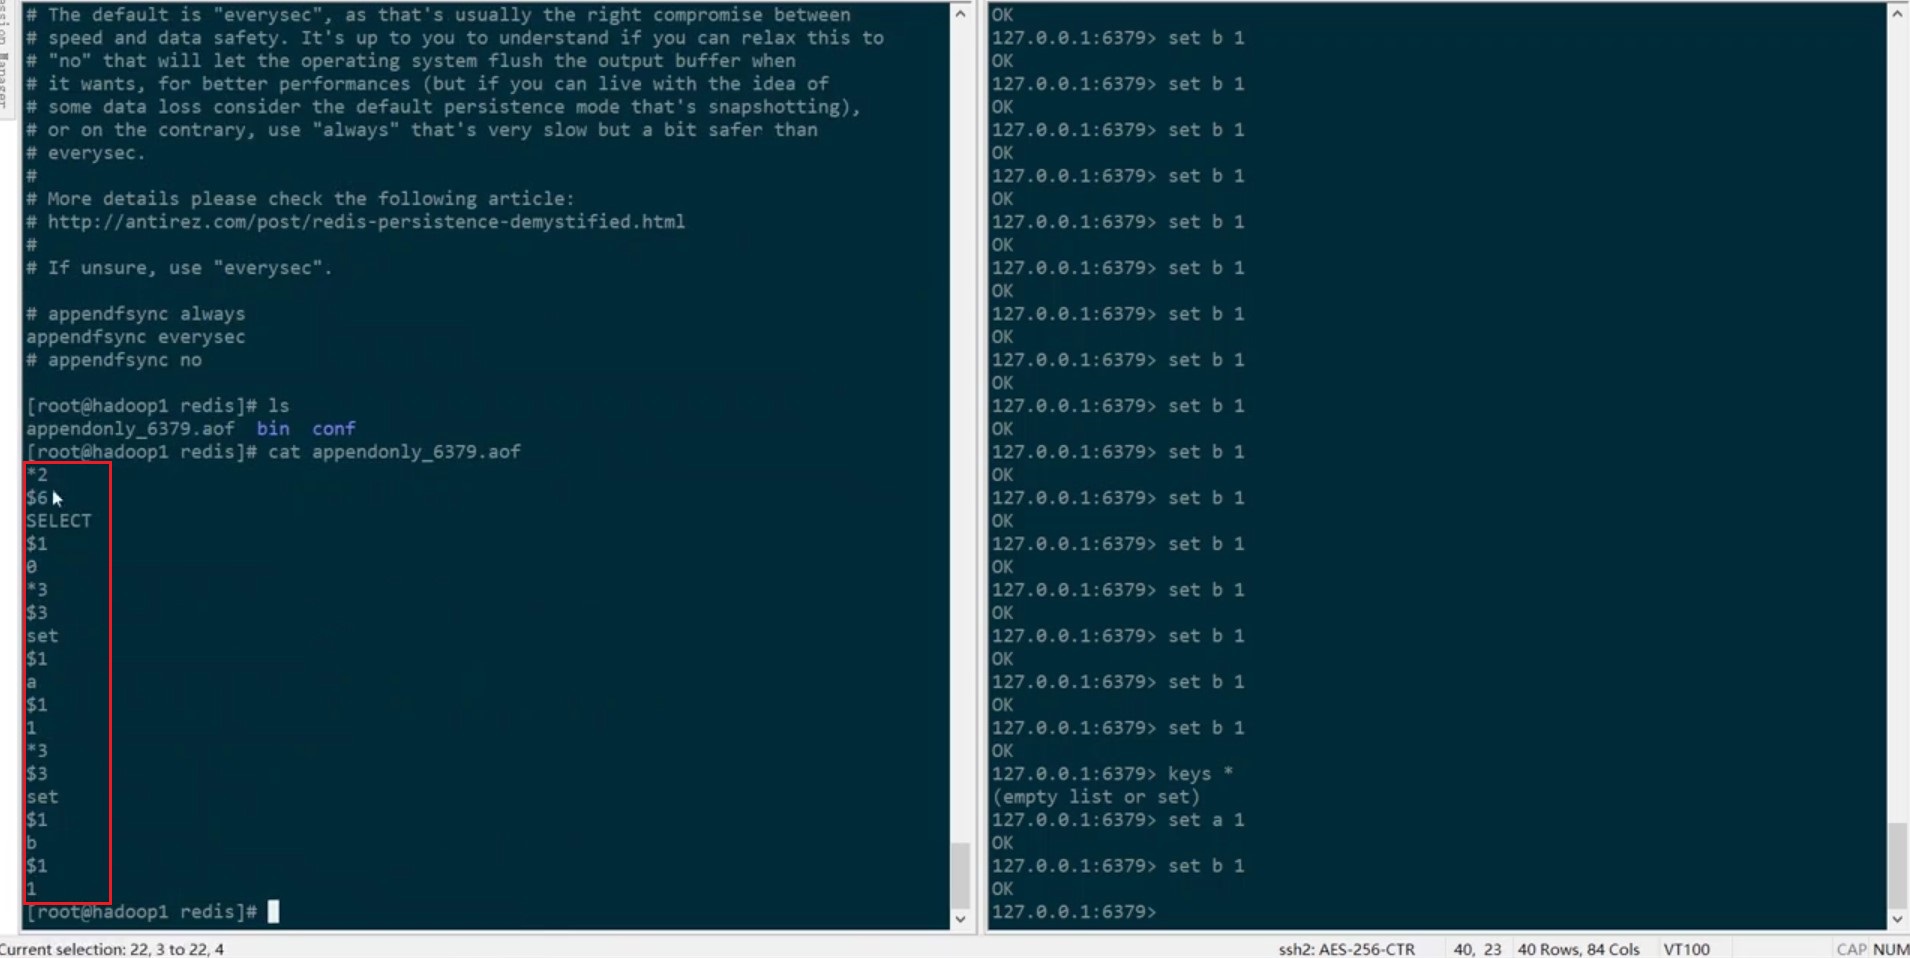 # The default is "everysec", as that's usually the right compromise between
# speed and data safety. It's up to you to understand if you can relax this to
# "no" that will let the operating system flush the output buffer when
# it wants, for better performances (but if you can live with the idea of
# some data loss consider the default persistence mode that's snapshotting),
# or on the contrary, use "always" that's very slow but a bit safer than
# everysec.
#
# More details please check the following article:
# http://antirez.com/post/redis-persistence-demystified.html
#
# If unsure, use "everysec".
# appendfsync always
appendfsync everysec
# appendfsync no
[root@hadoop1 redis]# ls
appendonly_6379.aof bin conf
[root@hadoop1 redis]# cat appendonly_6379.aof
*2
$6
SELECT
$1
0
*3
$3
set
$1
a
$1
1
*3
$3
set
$1
b
$1
1
[root@hadoop1 redis]#
OK
127.0.0.1:6379> set b 1
OK
127.0.0.1:6379> set b 1
OK
127.0.0.1:6379> set b 1
OK
127.0.0.1:6379> set b 1
OK
127.0.0.1:6379> set b 1
OK
127.0.0.1:6379> set b 1
OK
127.0.0.1:6379> set b 1
OK
127.0.0.1:6379> set b 1
OK
127.0.0.1:6379> set b 1
OK
127.0.0.1:6379> set b 1
OK
127.0.0.1:6379> set b 1
OK
127.0.0.1:6379> set b 1
OK
127.0.0.1:6379> set b 1
OK
127.0.0.1:6379> set b 1
OK
127.0.0.1:6379> set b 1
OK
127.0.0.1:6379> set b 1
OK
127.0.0.1:6379> keys *
(empty list or set)
127.0.0.1:6379> set a 1
OK
127.0.0.1:6379> set b 1
OK
127.0.0.1:6379>
Current selection: 22, 3 to 22, 4
ssh2: AES-256-CTR
40, 23
40 Rows, 84 Cols
VT100
CAP NUM